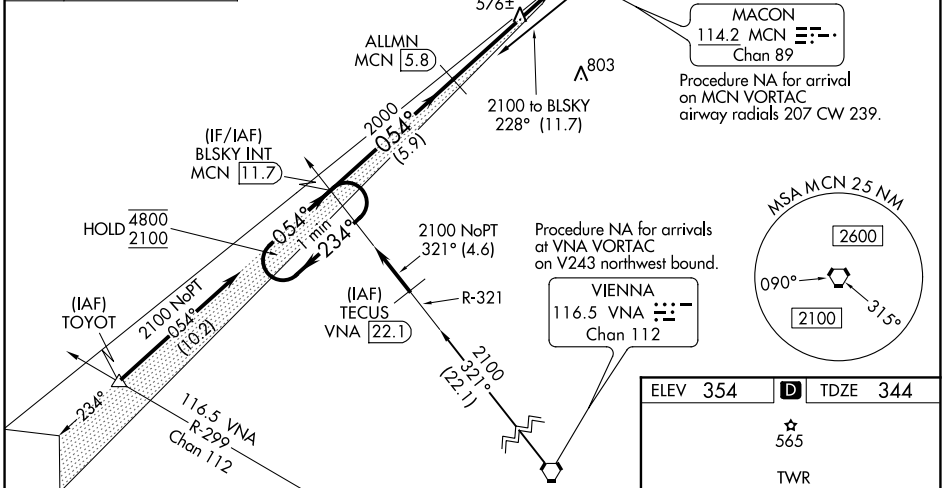 576±
MACON
114.2 MCN
Chan 89
Procedure NA for arrival
on MCN VORTAC
airway radials 207 CW 239.
ALLMN
MCN 5.8
803
2100 to BLSKY
228° (11.7)
2000
054°
(5.9)
(IF/IAF)
BLSKY INT
MCN 11.7
HOLD 4800
2100
054°
1 min
234°
2100 NoPT
321° (4.6)
Procedure NA for arrivals
at VNA VORTAC
on V243 northwest bound.
MSA MCN 25 NM
2600
090°
315°
2100
(IAF)
TOYOT
2100 NoPT
054°
(10.2)
(IAF)
TECUS
VNA 22.1
R-321
VIENNA
116.5 VNA
Chan 112
2100
321°
(22.1)
234°
116.5 VNA
R-299
Chan 112
ELEV 354 D TDZE 344
565
TWR